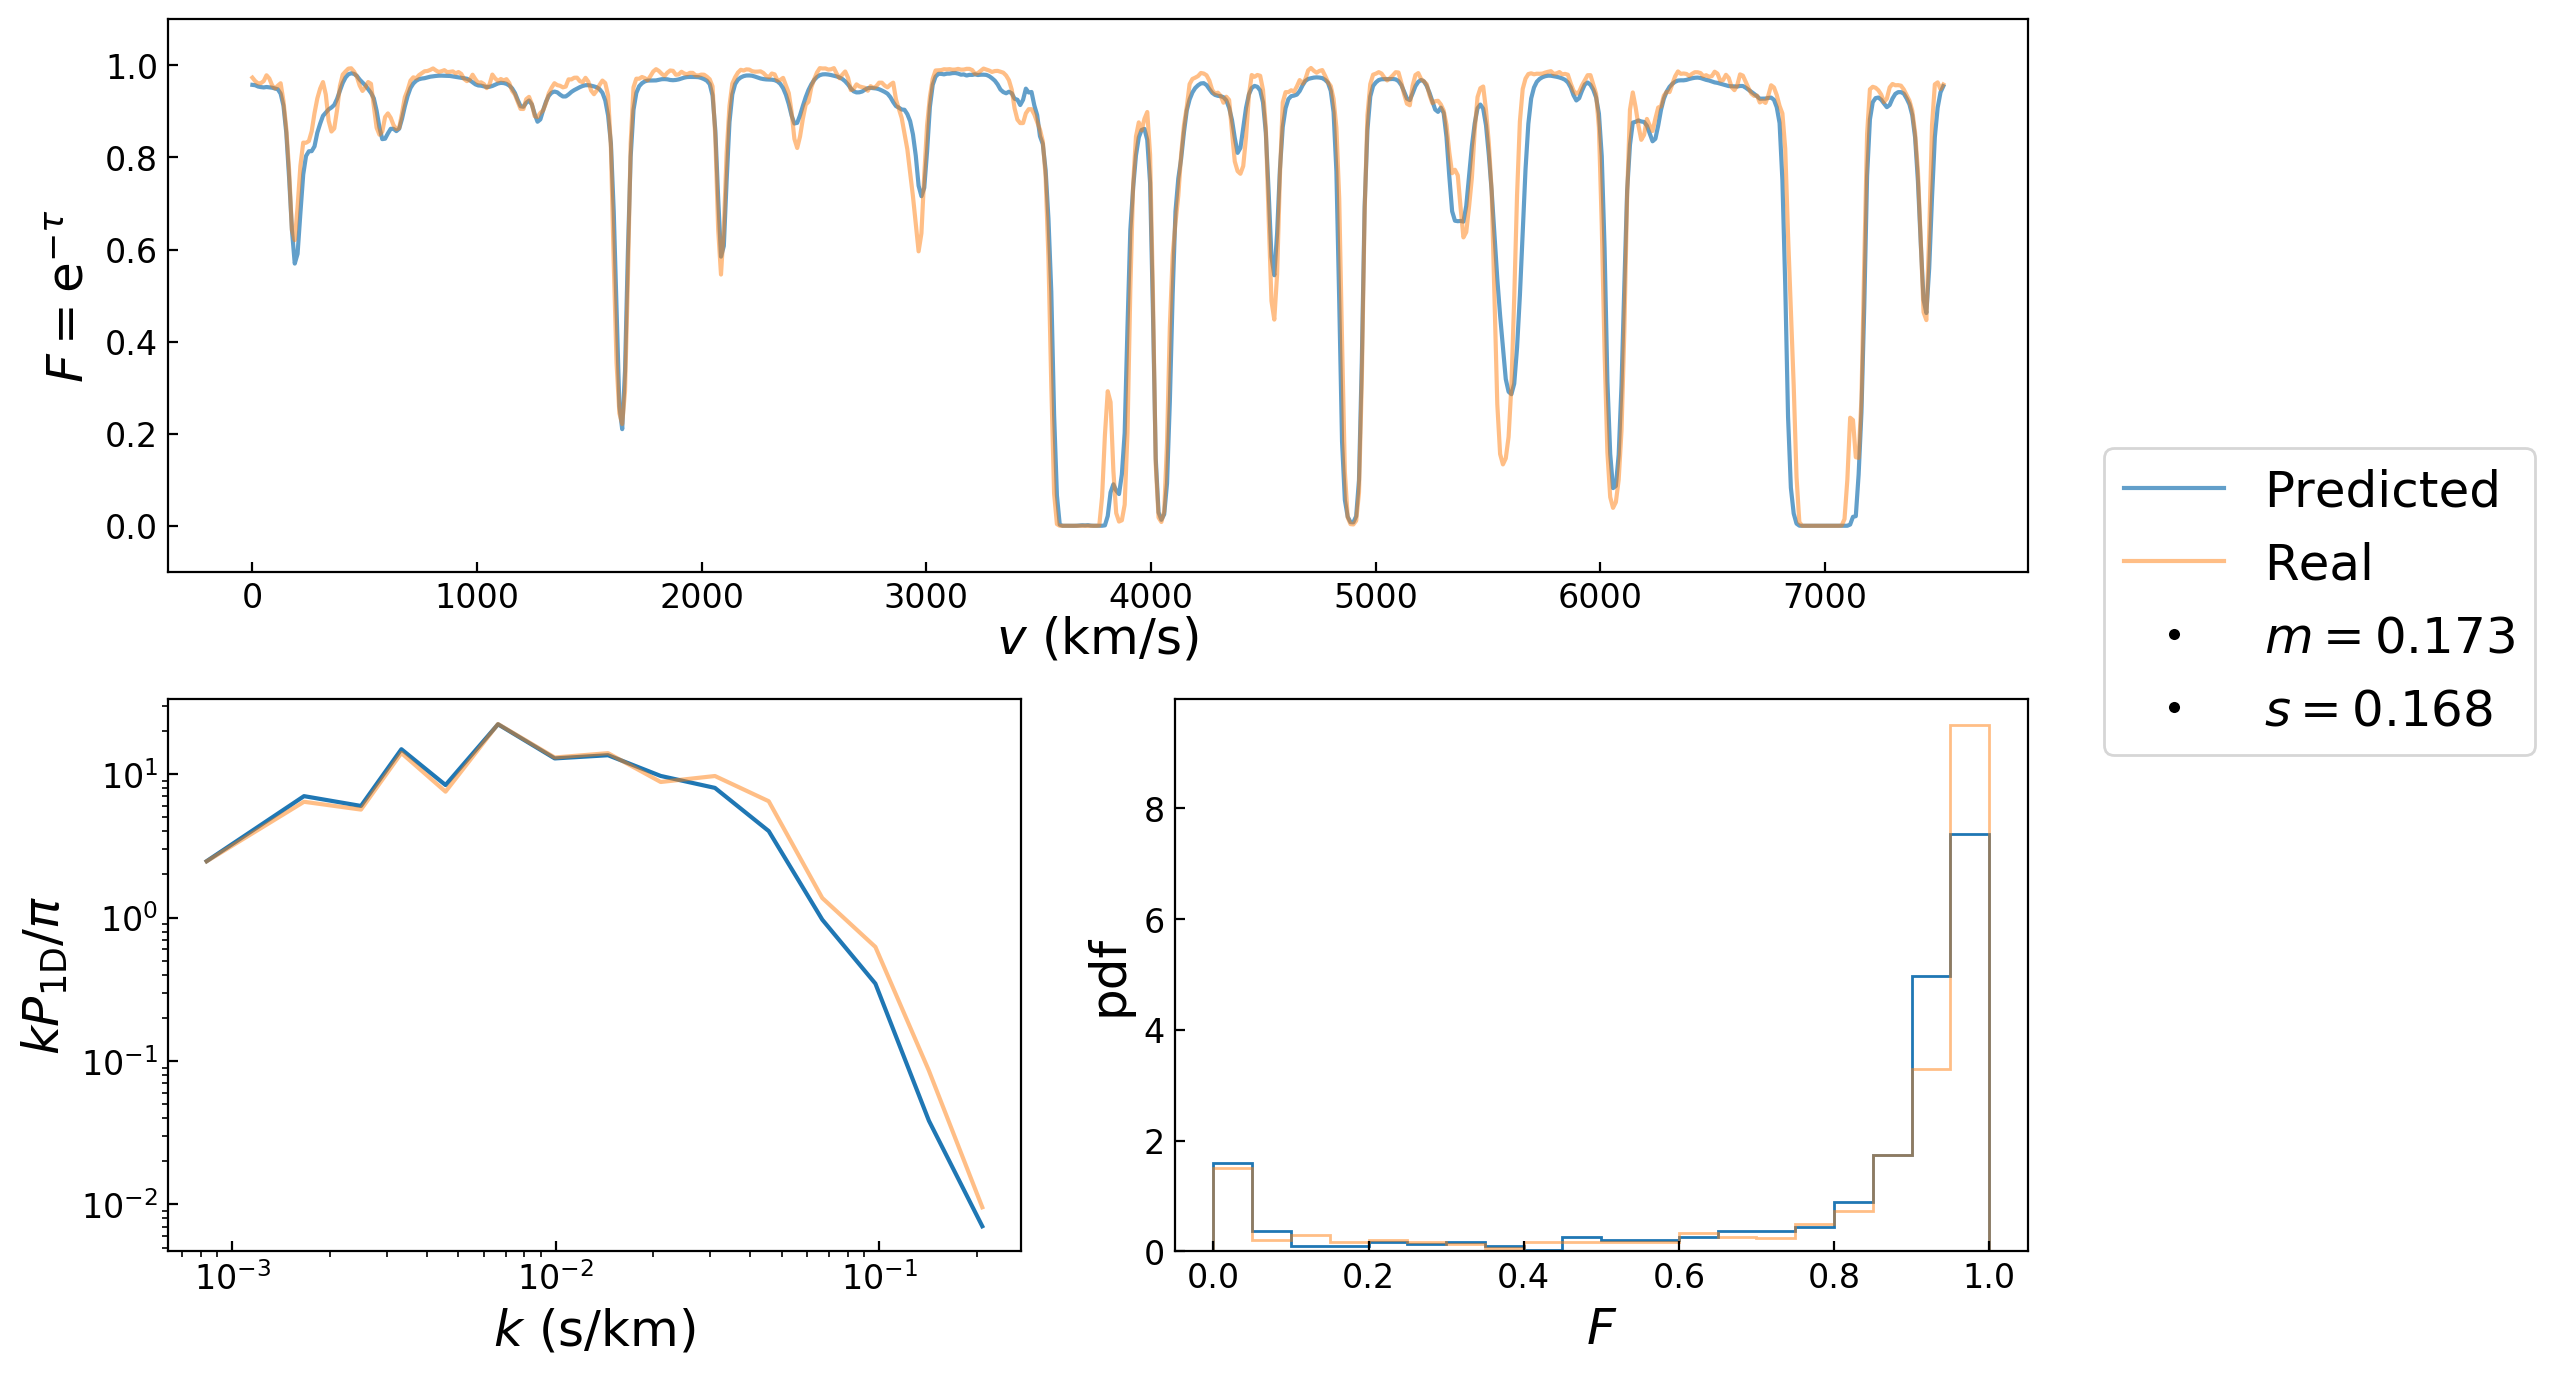 F = e^{-τ}
1.0
0.8
0.6
0.4
0.2
0.0
0 1000 2000 3000 4000 5000 6000 7000
v (km/s)
Predicted
Real
m = 0.173
s = 0.168
kP_{1D}/π
10^1
10^0
10^{-1}
10^{-2}
10^{-3} 10^{-2} 10^{-1}
k (s/km)
pdf
8
6
4
2
0
0.0 0.2 0.4 0.6 0.8 1.0
F